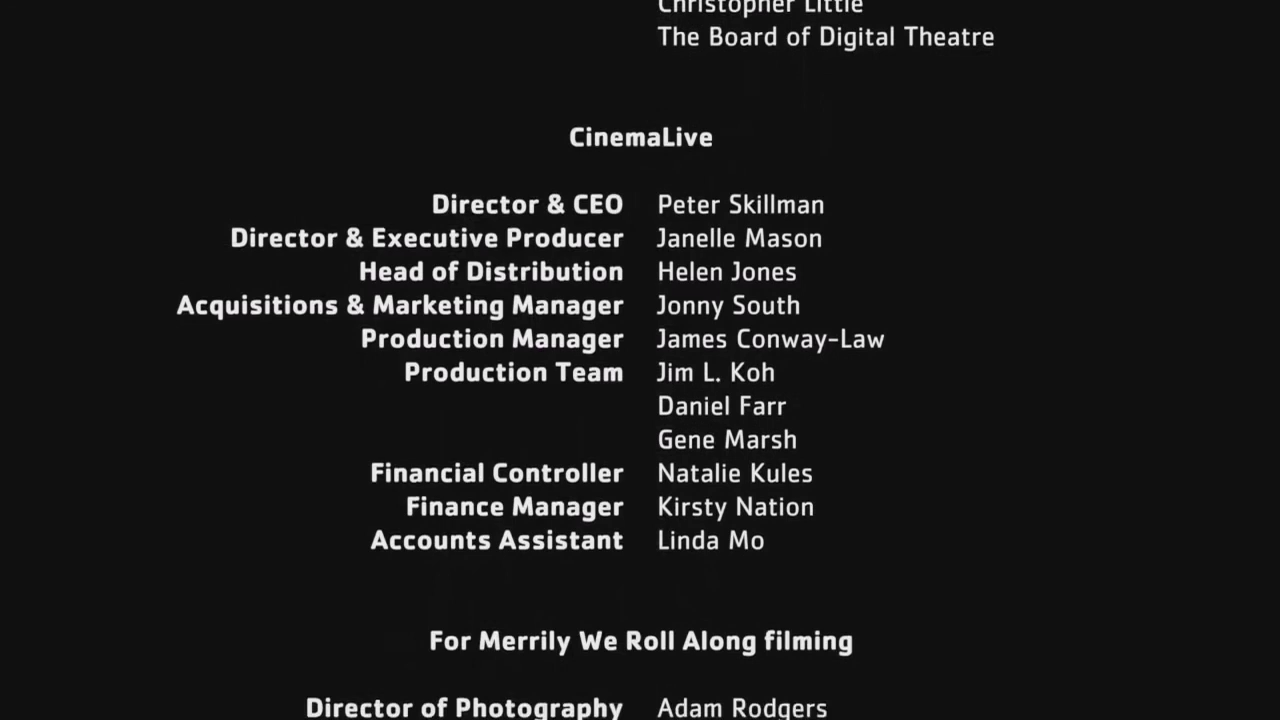 Christopher Little
The Board of Digital Theatre
CinemaLive
Director & CEO Peter Skillman
Director & Executive Producer Janelle Mason
Head of Distribution Helen Jones
Acquisitions & Marketing Manager Jonny South
Production Manager James Conway-Law
Production Team Jim L. Koh
Daniel Farr
Gene Marsh
Financial Controller Natalie Kules
Finance Manager Kirsty Nation
Accounts Assistant Linda Mo
For Merrily We Roll Along filming
Director of Photography Adam Rodgers